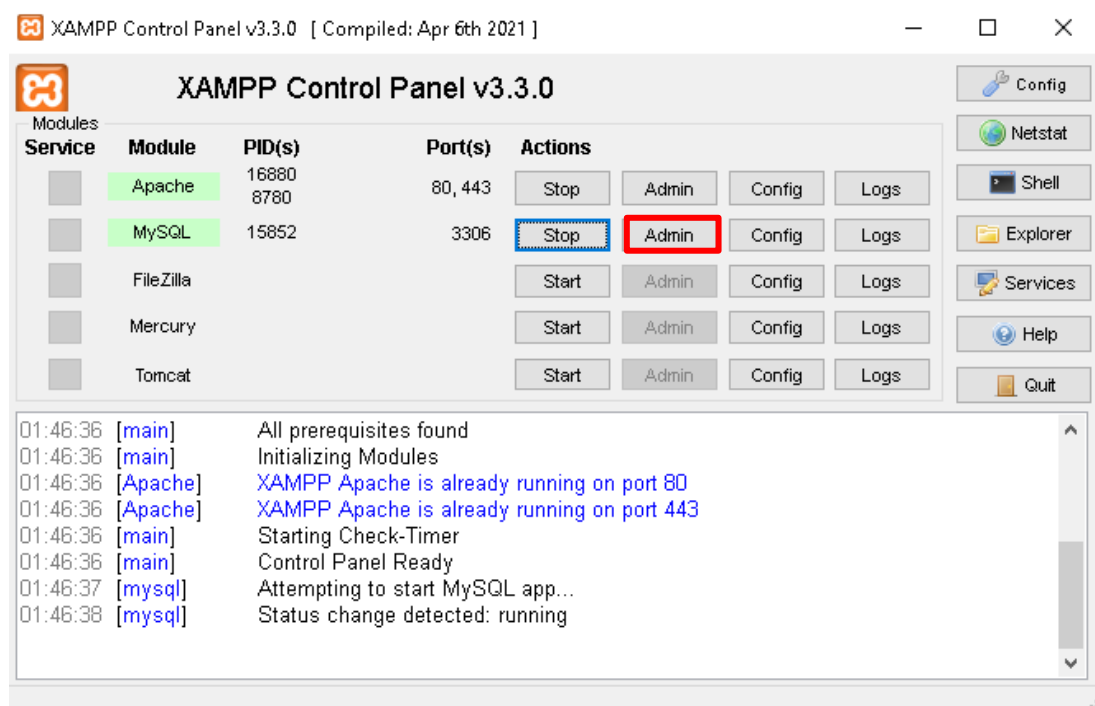 XAMPP Control Panel v3.3.0 [ Compiled: Apr 6th 2021 ]
XAMPP Control Panel v3.3.0
Config
Netstat
Shell
Explorer
Services
Help
Quit
Modules
Service Module PID(s) Port(s) Actions
Apache 16880 8780 80, 443 Stop Admin Config Logs
MySQL 15852 3306 Stop Admin Config Logs
FileZilla Start Admin Config Logs
Mercury Start Admin Config Logs
Tomcat Start Admin Config Logs
01:46:36 [main] All prerequisites found
01:46:36 [main] Initializing Modules
01:46:36 [Apache] XAMPP Apache is already running on port 80
01:46:36 [Apache] XAMPP Apache is already running on port 443
01:46:36 [main] Starting Check-Timer
01:46:36 [main] Control Panel Ready
01:46:37 [mysql] Attempting to start MySQL app...
01:46:38 [mysql] Status change detected: running